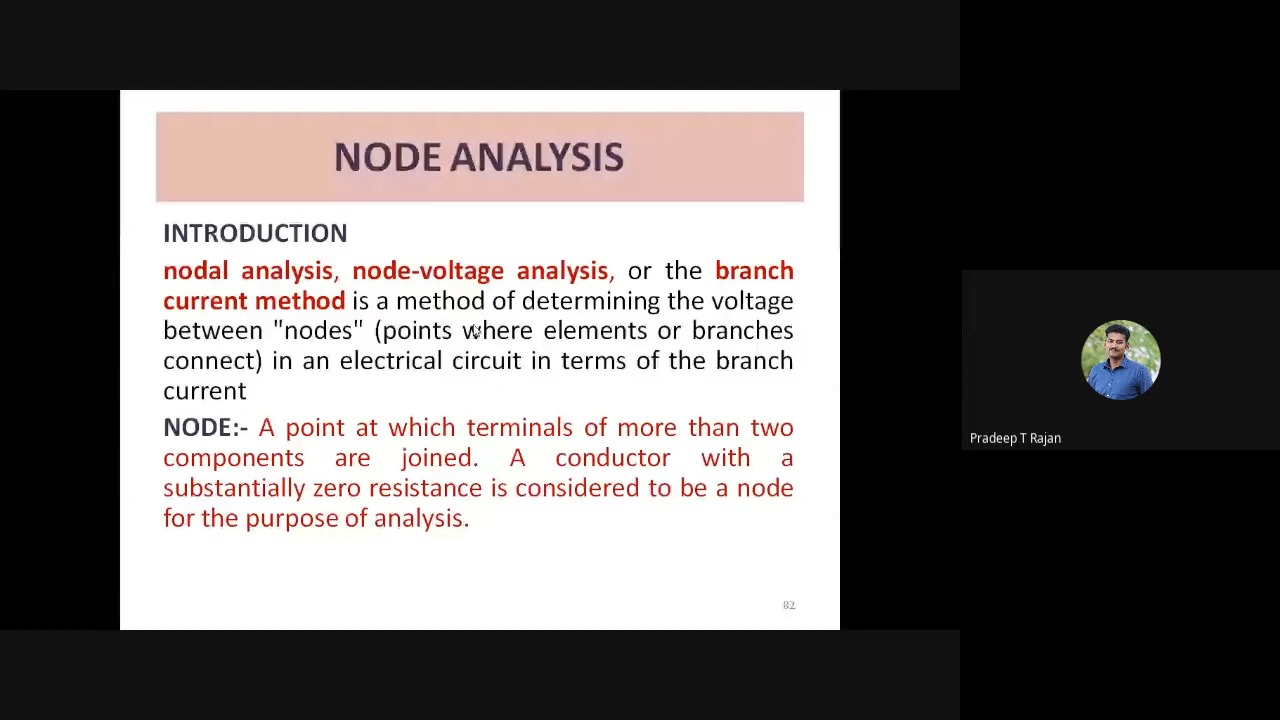 NODE ANALYSIS
INTRODUCTION
nodal analysis, node-voltage analysis, or the branch
current method is a method of determining the voltage
between "nodes" (points where elements or branches
connect) in an electrical circuit in terms of the branch
current
NODE:- A point at which terminals of more than two
components are joined. A conductor with a
substantially zero resistance is considered to be a node
for the purpose of analysis.
82
Pradeep T Rajan